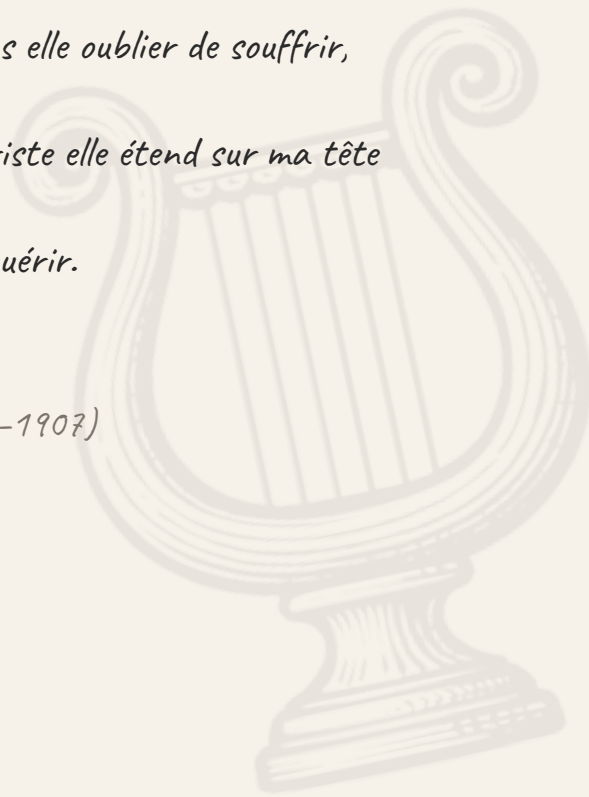 s elle oublier de souffrir,
iste elle étend sur ma tête
uérir.
–1907)